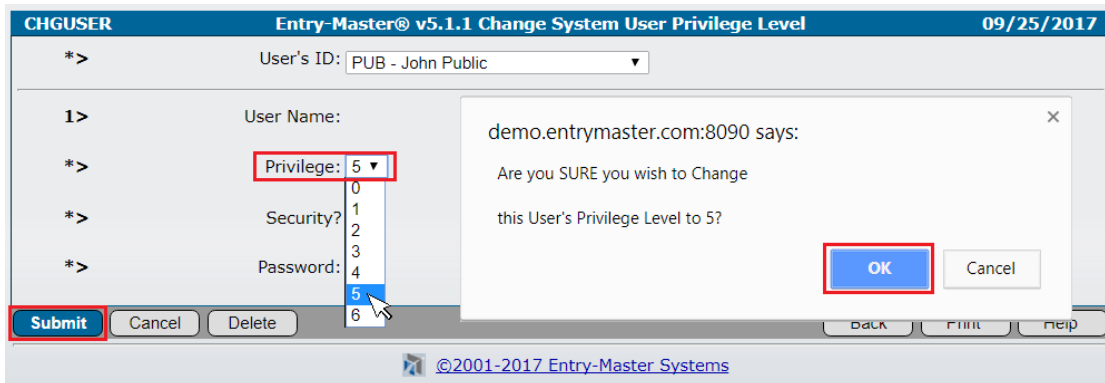 CHGUSER Entry-Master® v5.1.1 Change System User Privilege Level 09/25/2017
*> User's ID: PUB - John Public
1> User Name:
*> Privilege: 5
0
1
2
3
4
5
6
*> Security?
*> Password:
demo.entrymaster.com:8090 says:
Are you SURE you wish to Change
this User's Privilege Level to 5?
OK Cancel
Submit Cancel Delete Back Print Help
©2001-2017 Entry-Master Systems